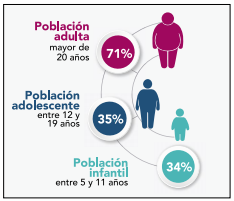 Población
adulta
mayor de
20 años
71%
Población
adolescente
entre 12 y
19 años
35%
Población
infantil
entre 5 y 11 años
34%